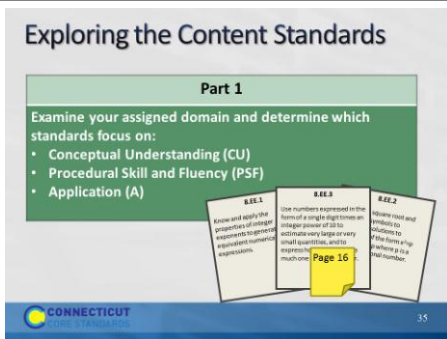 Exploring the Content Standards
Part 1
Examine your assigned domain and determine which
standards focus on:
• Conceptual Understanding (CU)
• Procedural Skill and Fluency (PSF)
• Application (A)
8.EE.1
Know and apply the
properties of integer
exponents to generate
equivalent numerical
expressions.
8.EE.3
Use numbers expressed in the
form of a single digit times an
integer power of 10 to
estimate very large or very
small quantities, and to
express
much one
Page 16
8.EE.2
square root and
symbols to
solutions to
of the form
p where p is a
number.
CONNECTICUT
CORE STANDARDS
35